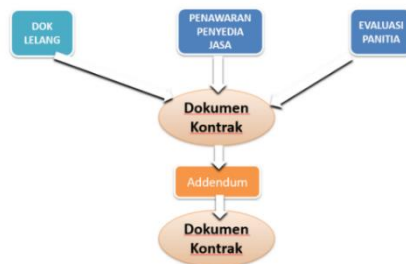 DOK
LELANG
PENAWARAN
PENYEDIA
JASA
EVALUASI
PANITIA
Dokumen
Kontrak
Addendum
Dokumen
Kontrak